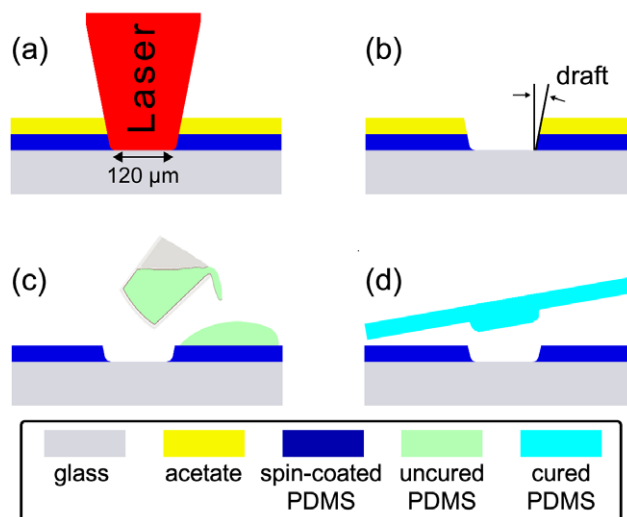 (a)
Laser
120 µm
(b)
draft
(c)
(d)
glass
acetate
spin-coated
PDMS
uncured
PDMS
cured
PDMS